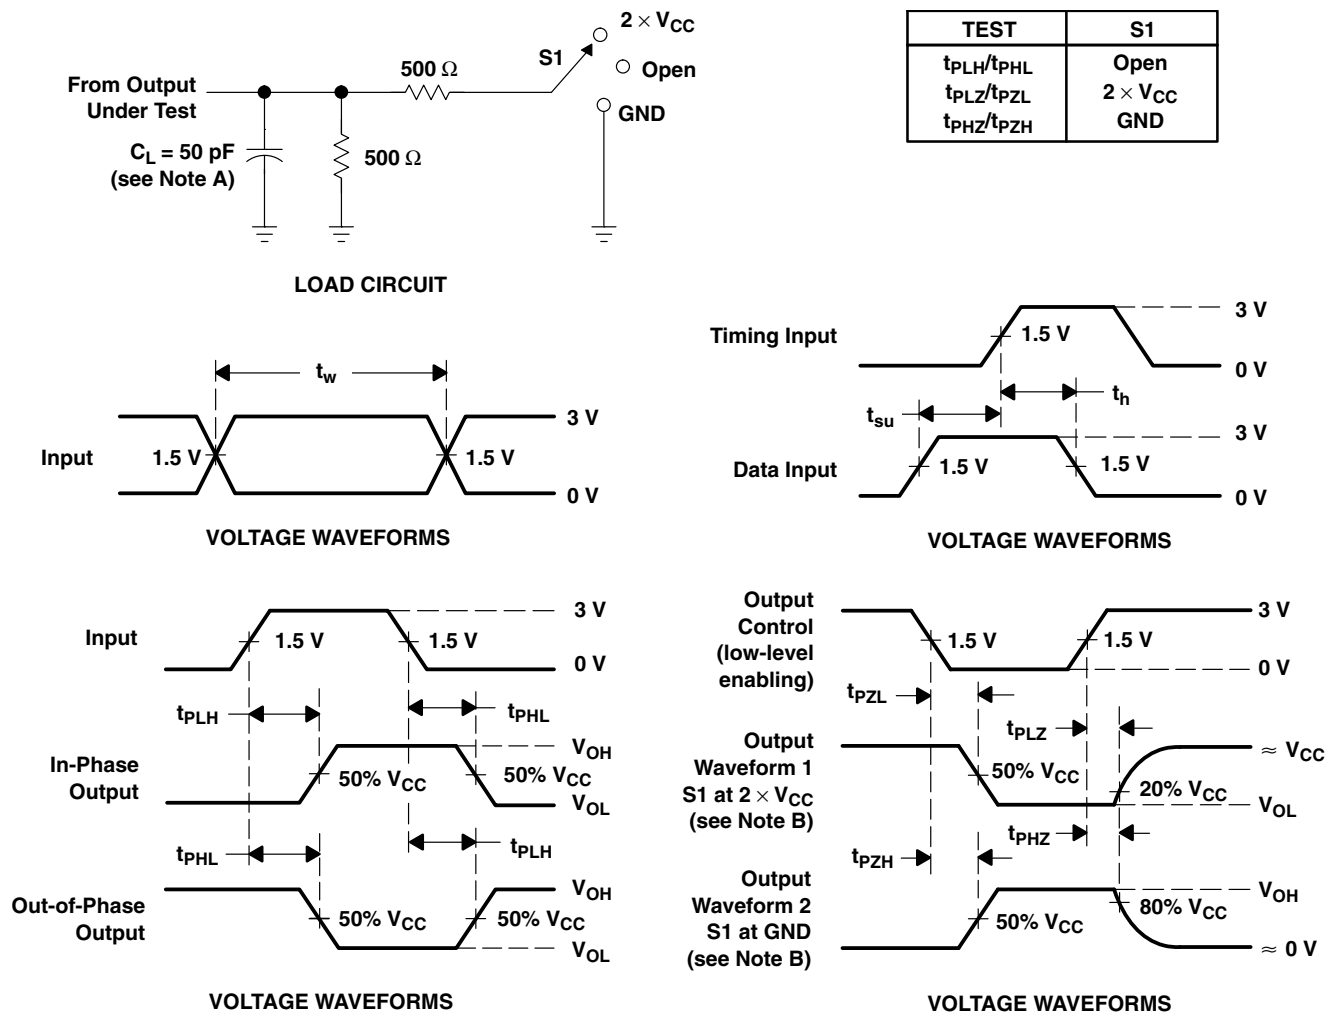 2 × VCC
S1
Open
GND
500 Ω
From Output
Under Test
CL = 50 pF
(see Note A)
500 Ω
LOAD CIRCUIT
TEST S1
tPLH/tPHL Open
tPLZ/tPZL 2 × VCC
tPHZ/tPZH GND
tw
3 V
Input 1.5 V 1.5 V
0 V
VOLTAGE WAVEFORMS
3 V
Timing Input 1.5 V
0 V
th
tsu
3 V
Data Input 1.5 V 1.5 V
0 V
VOLTAGE WAVEFORMS
3 V
Input 1.5 V 1.5 V
0 V
tPLH tPHL
VOH
In-Phase
Output
50% VCC 50% VCC
VOL
tPHL tPLH
VOH
Out-of-Phase
Output
50% VCC 50% VCC
VOL
VOLTAGE WAVEFORMS
Output
Control
(low-level
enabling)
3 V
1.5 V 1.5 V
0 V
tPZL
tPLZ
Output
Waveform 1
S1 at 2 × VCC
(see Note B)
≈ VCC
50% VCC 20% VCC
VOL
tPHZ
tPZH
Output
Waveform 2
S1 at GND
(see Note B)
VOH
50% VCC 80% VCC
≈ 0 V
VOLTAGE WAVEFORMS